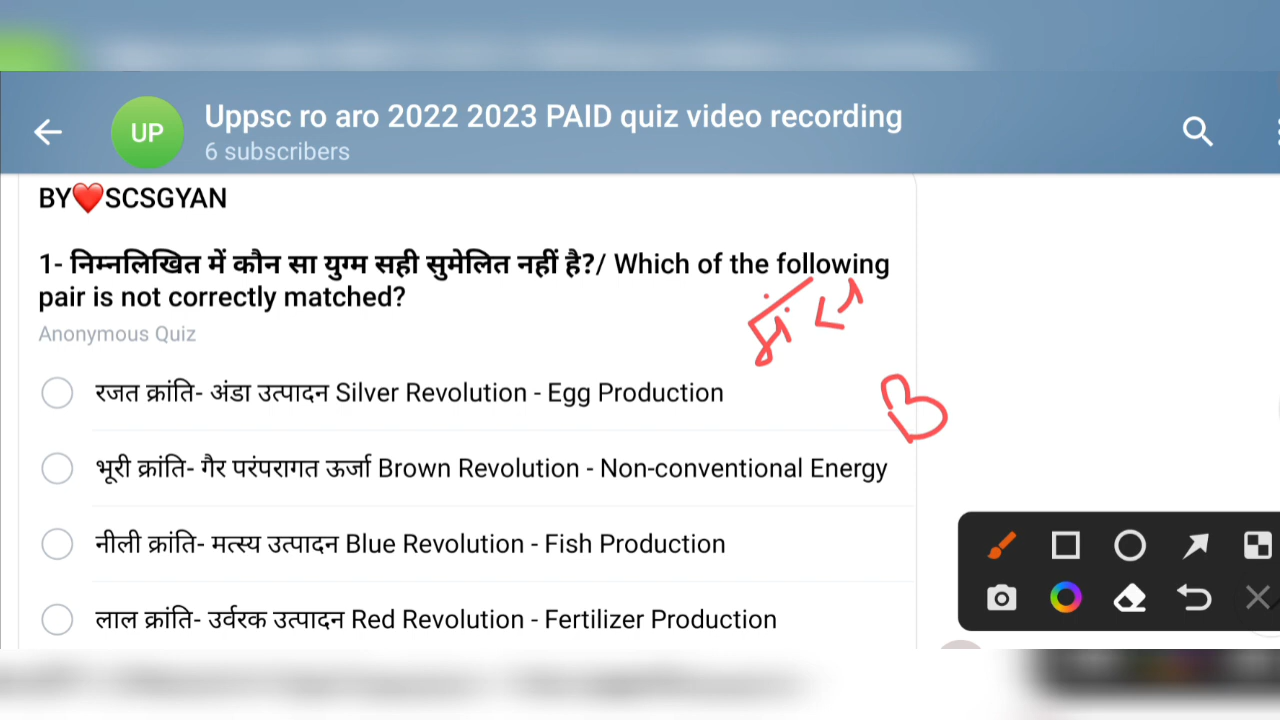 UP
Uppsc ro aro 2022 2023 PAID quiz video recording
6 subscribers
BY❤️SCSGYAN
1- निम्नलिखित में कौन सा युग्म सही सुमेलित नहीं है?/ Which of the following
pair is not correctly matched?
Anonymous Quiz
रजत क्रांति- अंडा उत्पादन Silver Revolution - Egg Production
भूरी क्रांति- गैर परंपरागत ऊर्जा Brown Revolution - Non-conventional Energy
नीली क्रांति- मत्स्य उत्पादन Blue Revolution - Fish Production
लाल क्रांति- उर्वरक उत्पादन Red Revolution - Fertilizer Production